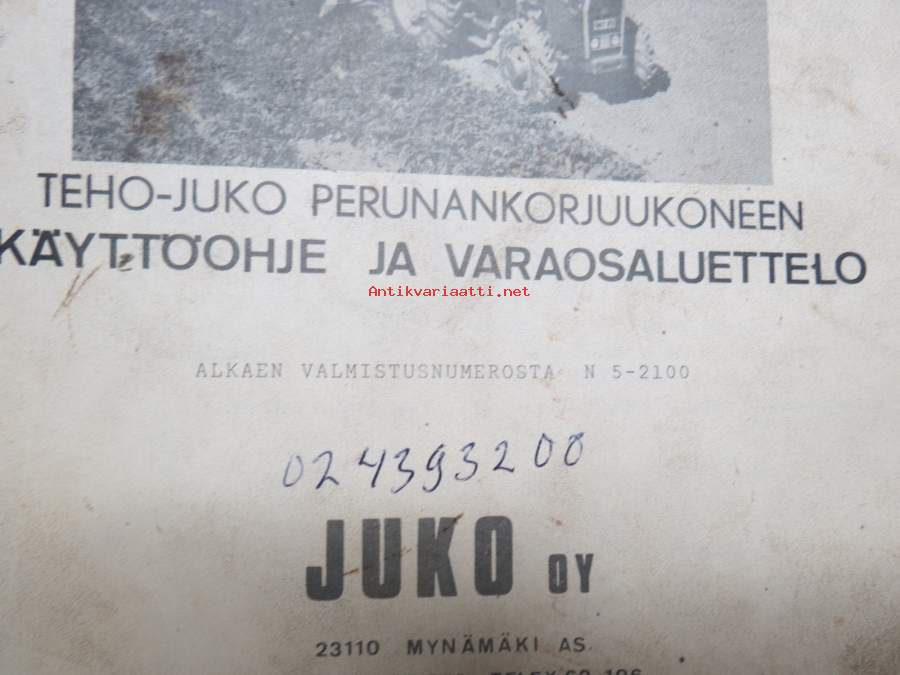 TEHO-JUKO PERUNANKORJUUKONEEN
KÄYTTÖOHJE JA VARAOSALUETTELO
Antikvariaatti.net
ALKAEN VALMISTUSNUMEROSTA N 5-2100
024393200
JUKO OY
23110 MYNÄMÄKI AS.